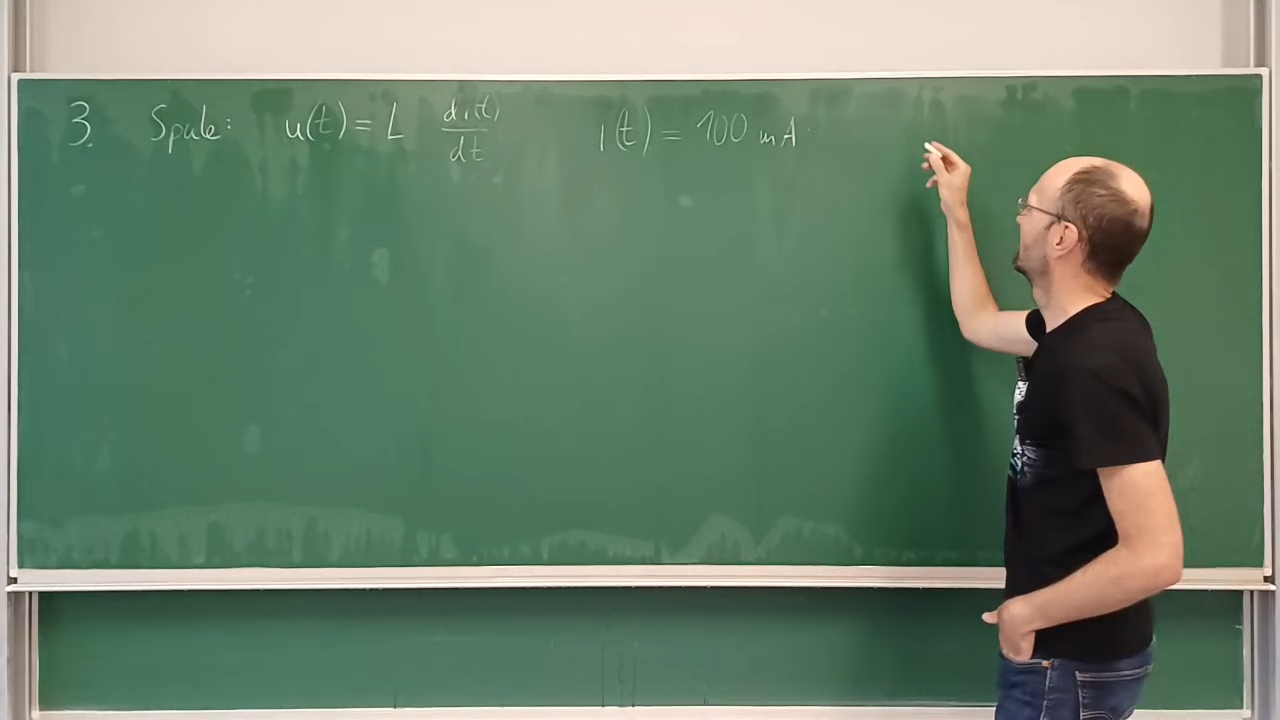 3. Spule: u(t) = L di(t)/dt i(t) = 100 mA ·